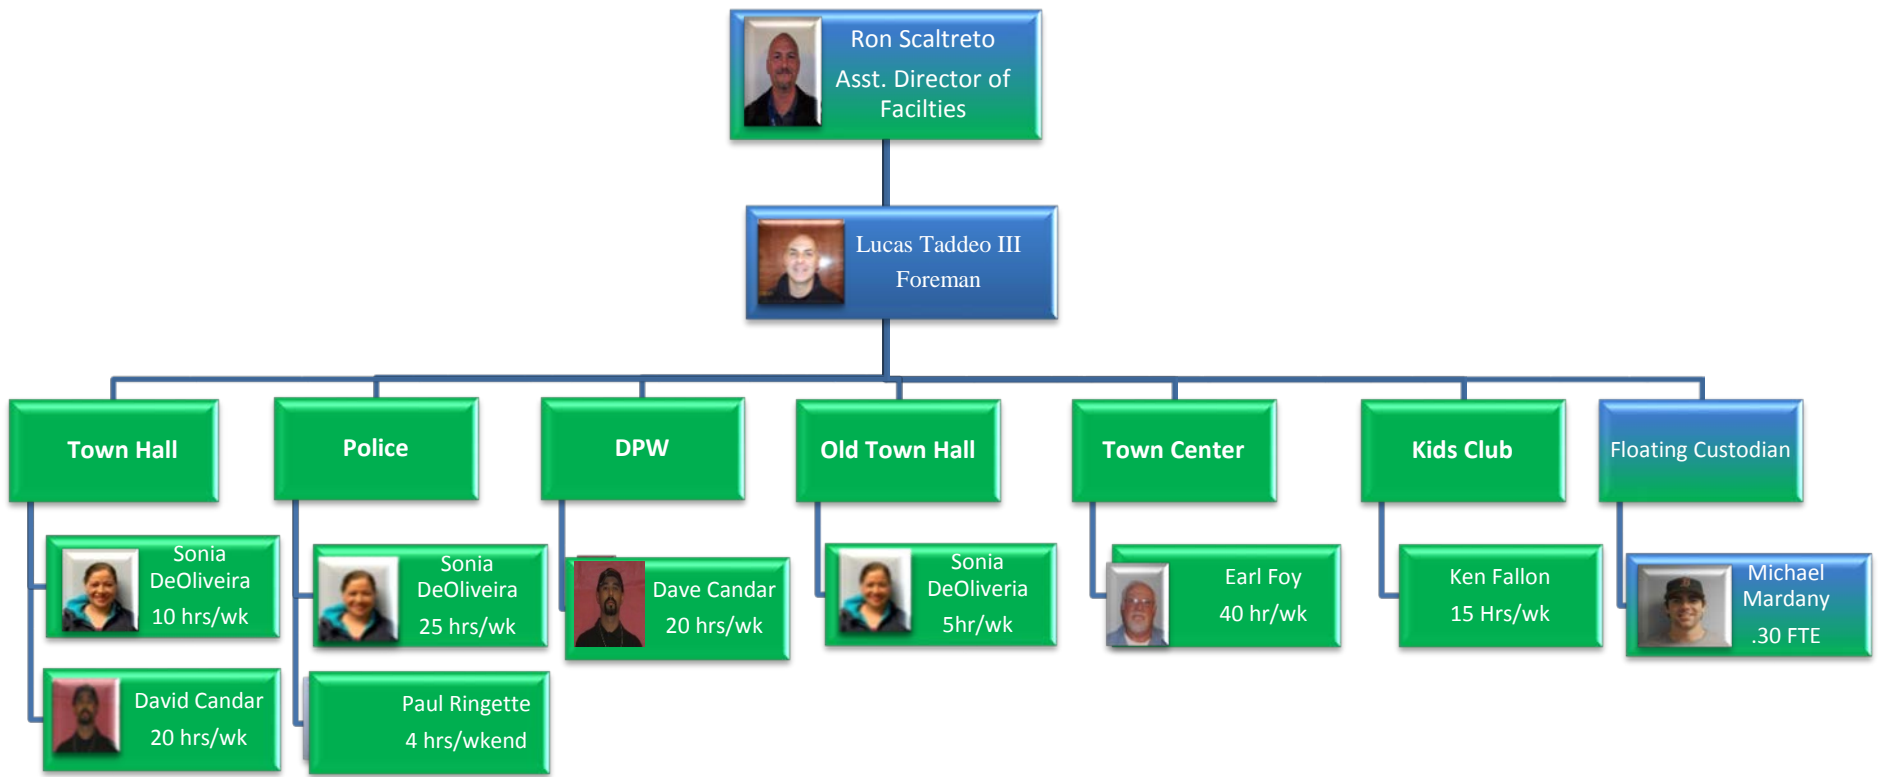 Ron Scaltreto
Asst. Director of
Facilties
Lucas Taddeo III
Foreman
Town Hall
Police
DPW
Old Town Hall
Town Center
Kids Club
Floating Custodian
Sonia
DeOliveira
10 hrs/wk
David Candar
20 hrs/wk
Sonia
DeOliveira
25 hrs/wk
Paul Ringette
4 hrs/wkend
Dave Candar
20 hrs/wk
Sonia
DeOliveria
5hr/wk
Earl Foy
40 hr/wk
Ken Fallon
15 Hrs/wk
Michael
Mardany
.30 FTE